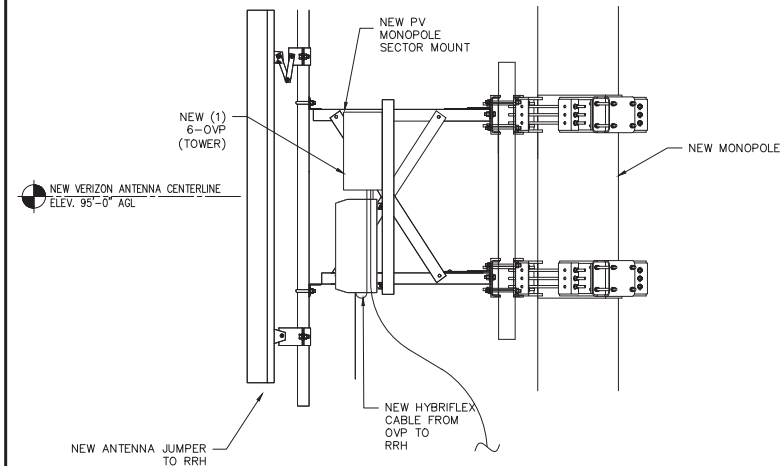 NEW PV
MONOPOLE
SECTOR MOUNT
NEW (1)
6-OVP
(TOWER)
NEW MONOPOLE
NEW VERIZON ANTENNA CENTERLINE
ELEV. 95'-0" AGL
NEW HYBRIFLEX
CABLE FROM
OVP TO
RRH
NEW ANTENNA JUMPER
TO RRH